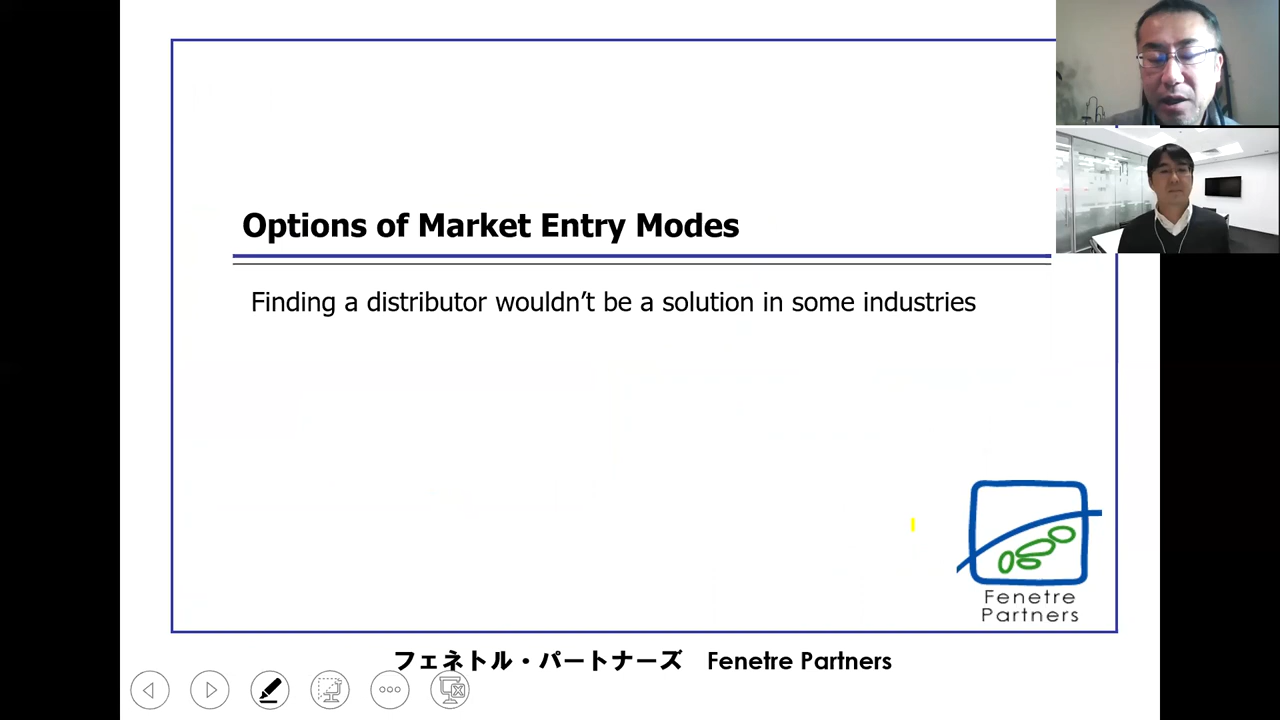 Options of Market Entry Modes
Finding a distributor wouldn’t be a solution in some industries
Fenetre
Partners
フェネトル・パートナーズ　Fenetre Partners